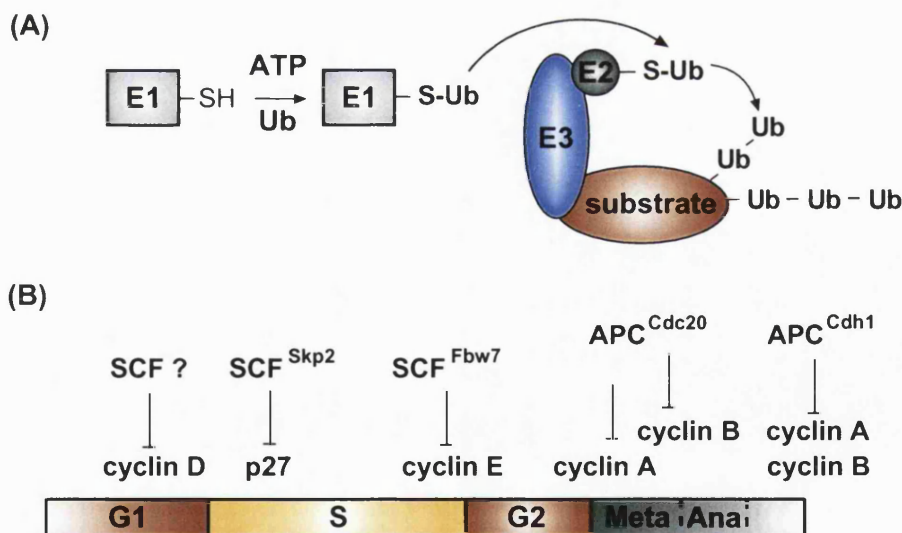 (A)
E1 -SH ATP Ub E1 - S-Ub
E2 - S-Ub
E3
Ub
Ub
substrate Ub - Ub - Ub
(B)
SCF ? SCF Skp2 SCF Fbw7 APC Cdc20 APC Cdh1
cyclin B cyclin A
cyclin D p27 cyclin E cyclin A cyclin B
G1 S G2 Meta Ana